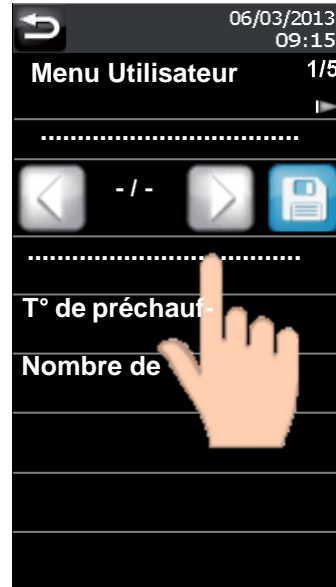 06/03/2013
09:15
Menu Utilisateur 1/5
..................................
- / -
....................................
T° de préchauf-
Nombre de